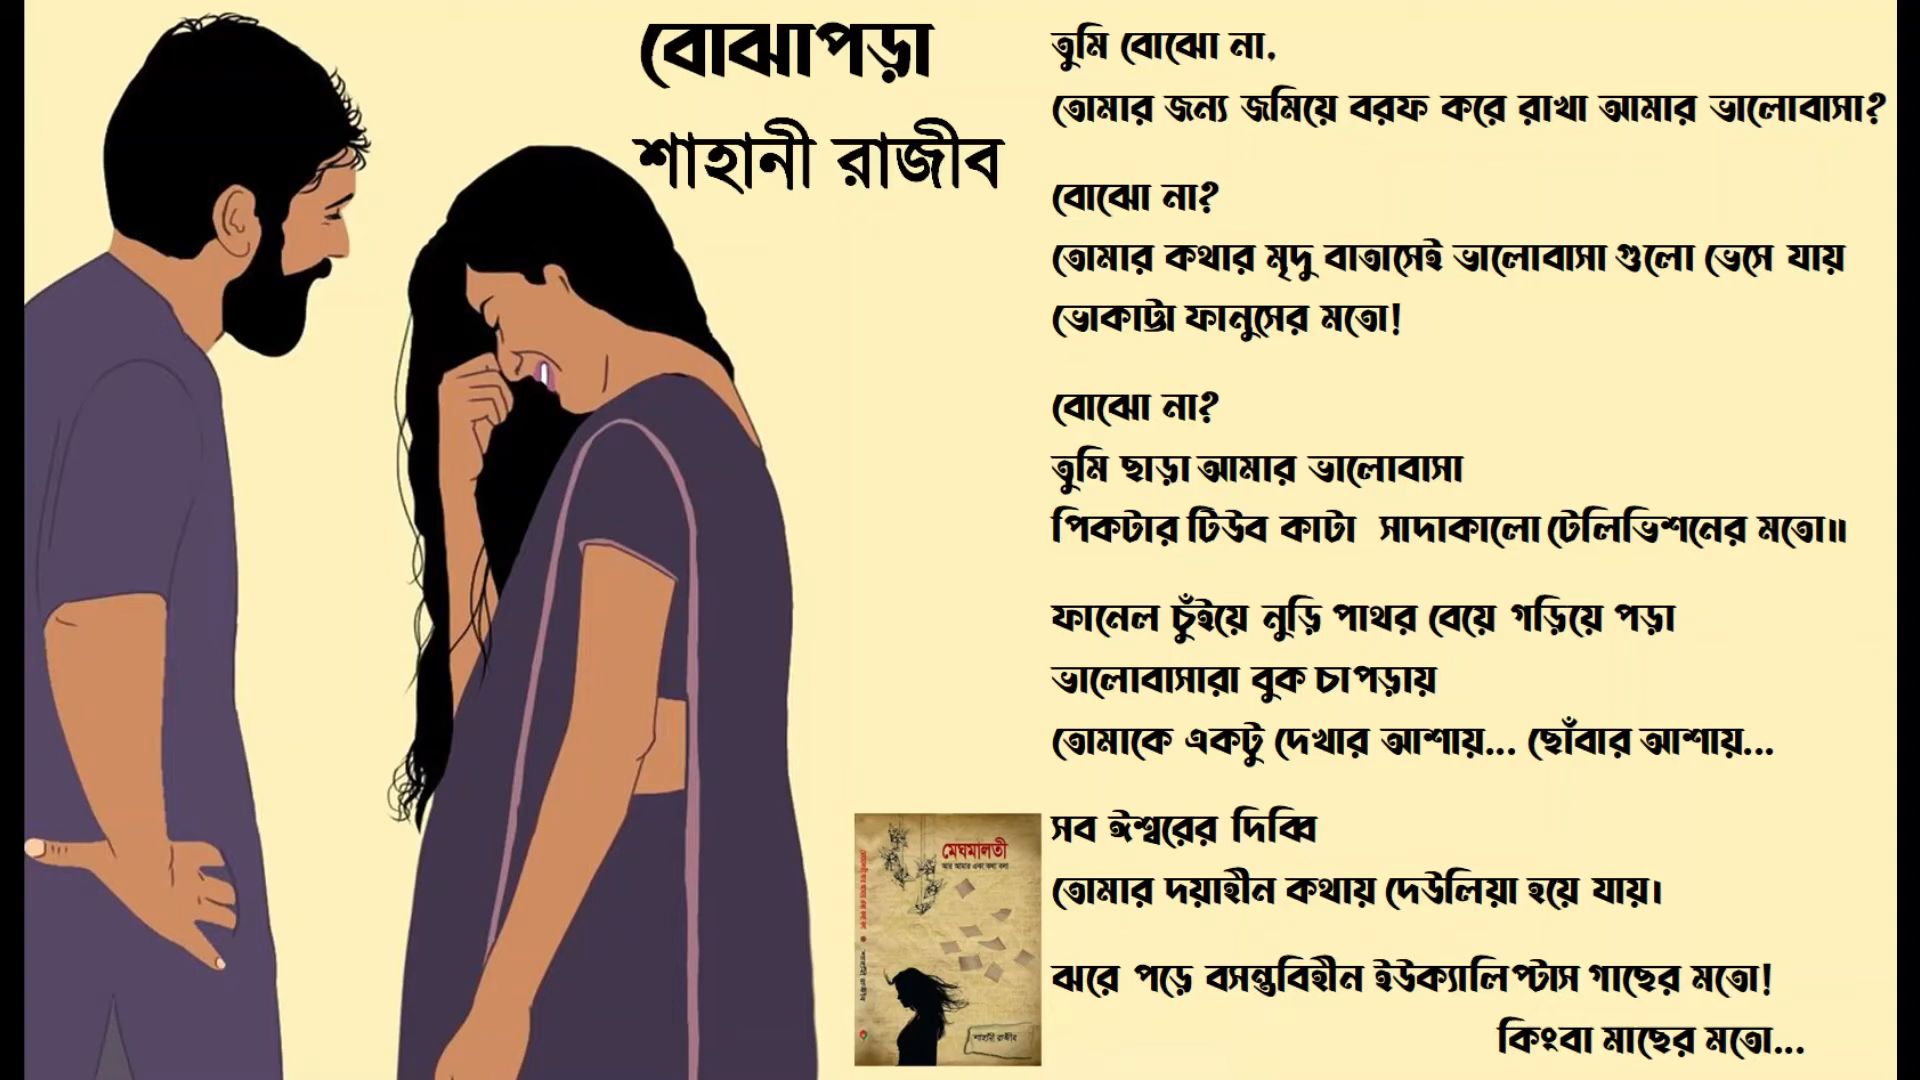 বোঝাপড়া
শাহানী রাজীব
তুমি বোঝো না,
তোমার জন্য জমিয়ে বরফ করে রাখা আমার ভালোবাসা?
বোঝো না?
তোমার কথার মৃদু বাতাসেই ভালোবাসা গুলো ভেসে যায়
ভোকাট্টা ফানুসের মতো!
বোঝো না?
তুমি ছাড়া আমার ভালোবাসা
পিকটার টিউব কাটা সাদাকালো টেলিভিশনের মতো॥
ফানেল চুঁইয়ে নুড়ি পাথর বেয়ে গড়িয়ে পড়া
ভালোবাসারা বুক চাপড়ায়
তোমাকে একটু দেখার আশায়... ছোঁবার আশায়...
সব ঈশ্বরের দিব্বি
তোমার দয়াহীন কথায় দেউলিয়া হয়ে যায়।
ঝরে পড়ে বসন্তবিহীন ইউক্যালিপ্টাস গাছের মতো!
কিংবা মাছের মতো...
মেঘমালতী
শাহানী রাজীব